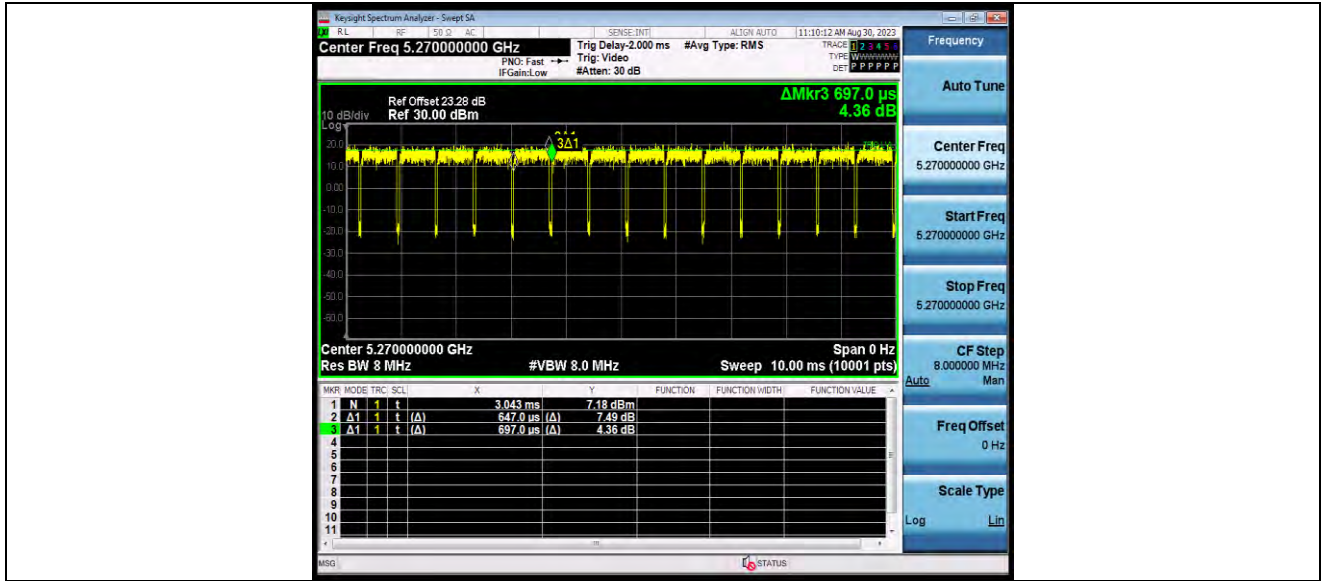 Keysight Spectrum Analyzer - Swept SA
RL RF 50 Ω AC SENSE:INT ALIGN AUTO 11:10:12 AM Aug 30, 2023
Center Freq 5.270000000 GHz
Trig Delay-2.000 ms #Avg Type: RMS
TRACE 1 2 3 4 5 6
PNO: Fast Trig: Video
TYPE WWWWWW
IFGain:Low #Atten: 30 dB
DET P P P P P P
ΔMkr3 697.0 µs
4.36 dB
Ref Offset 23.28 dB
10 dB/div Ref 30.00 dBm
Log
20.0
10.0
0.00
-10.0
-20.0
-30.0
-40.0
-50.0
-60.0
3Δ1
Center 5.270000000 GHz Span 0 Hz
Res BW 8 MHz #VBW 8.0 MHz Sweep 10.00 ms (10001 pts)
MKR MODE TRC SCL X Y FUNCTION FUNCTION WIDTH FUNCTION VALUE
1 N 1 t 3.043 ms 7.18 dBm
2 Δ1 1 t (Δ) 647.0 µs (Δ) 7.49 dB
3 Δ1 1 t (Δ) 697.0 µs (Δ) 4.36 dB
4
5
6
7
8
9
10
11
MSG STATUS
Frequency
Auto Tune
Center Freq
5.270000000 GHz
Start Freq
5.270000000 GHz
Stop Freq
5.270000000 GHz
CF Step
8.000000 MHz
Auto Man
Freq Offset
0 Hz
Scale Type
Log Lin